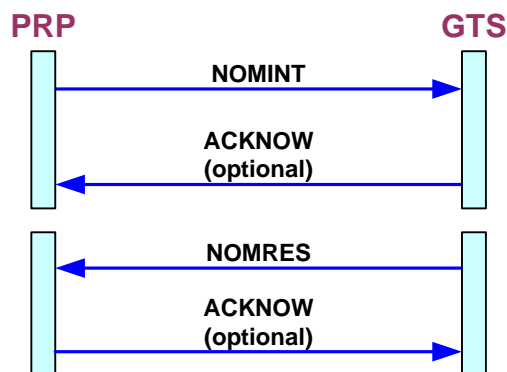 PRP GTS
NOMINT
ACKNOW
(optional)
NOMRES
ACKNOW
(optional)